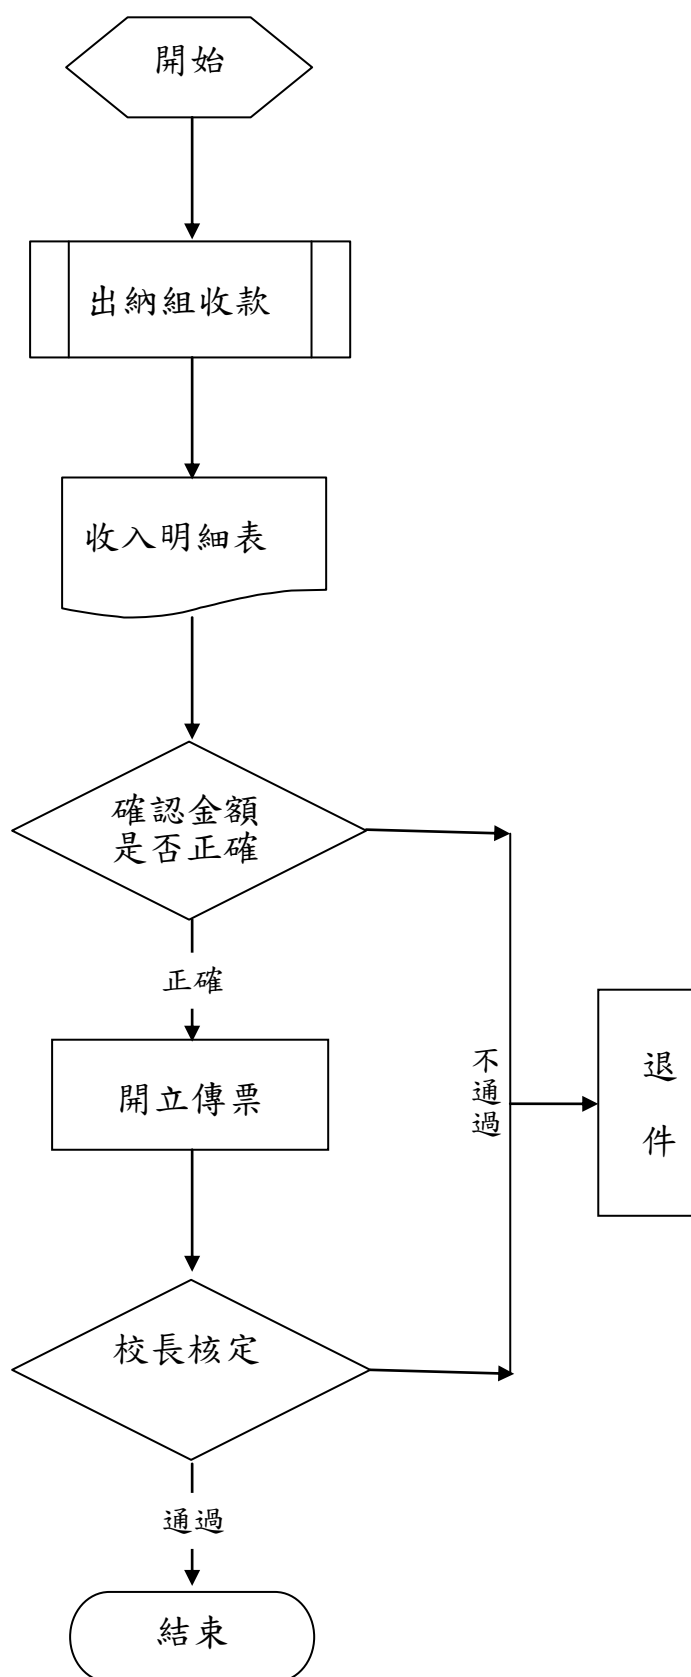 開始
出納組收款
收入明細表
確認金額
是否正確
正確
開立傳票
不通過
退
件
校長核定
通過
結束